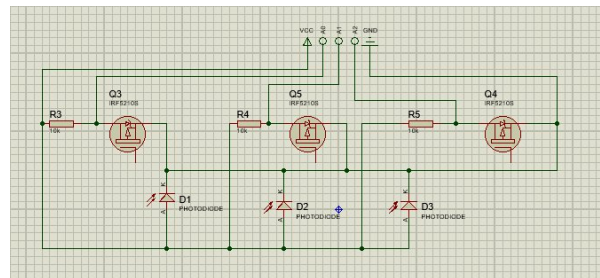 VCC A0 A1 A2 GND
Q3
IRF5210S
Q5
IRF5210S
Q4
IRF5210S
R3
10k
R4
10k
R5
10k
K
D1
A
PHOTODIODE
K
D2
A
PHOTODIODE
K
D3
A
PHOTODIODE